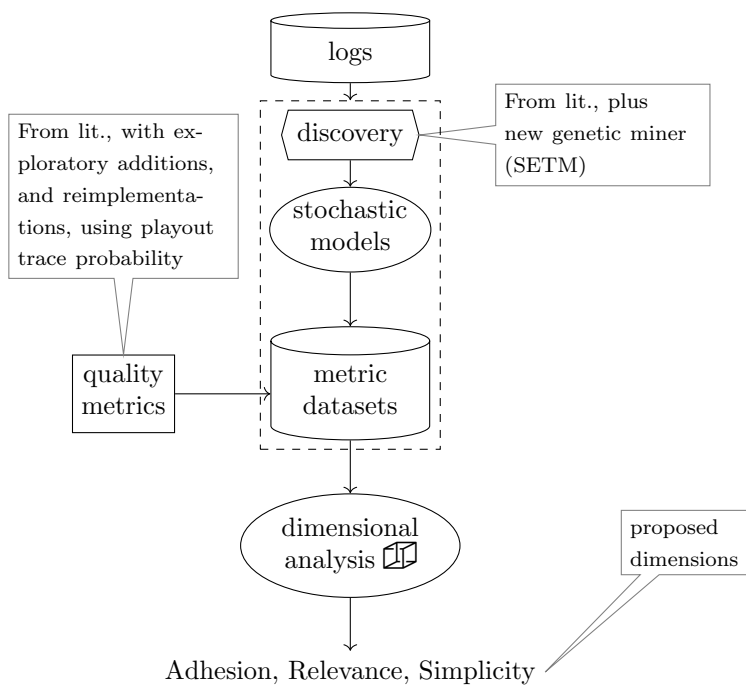 logs
discovery
From lit., plus
new genetic miner
(SETM)
From lit., with ex-
ploratory additions,
and reimplementa-
tions, using playout
trace probability
stochastic
models
quality
metrics
metric
datasets
dimensional
analysis
proposed
dimensions
Adhesion, Relevance, Simplicity